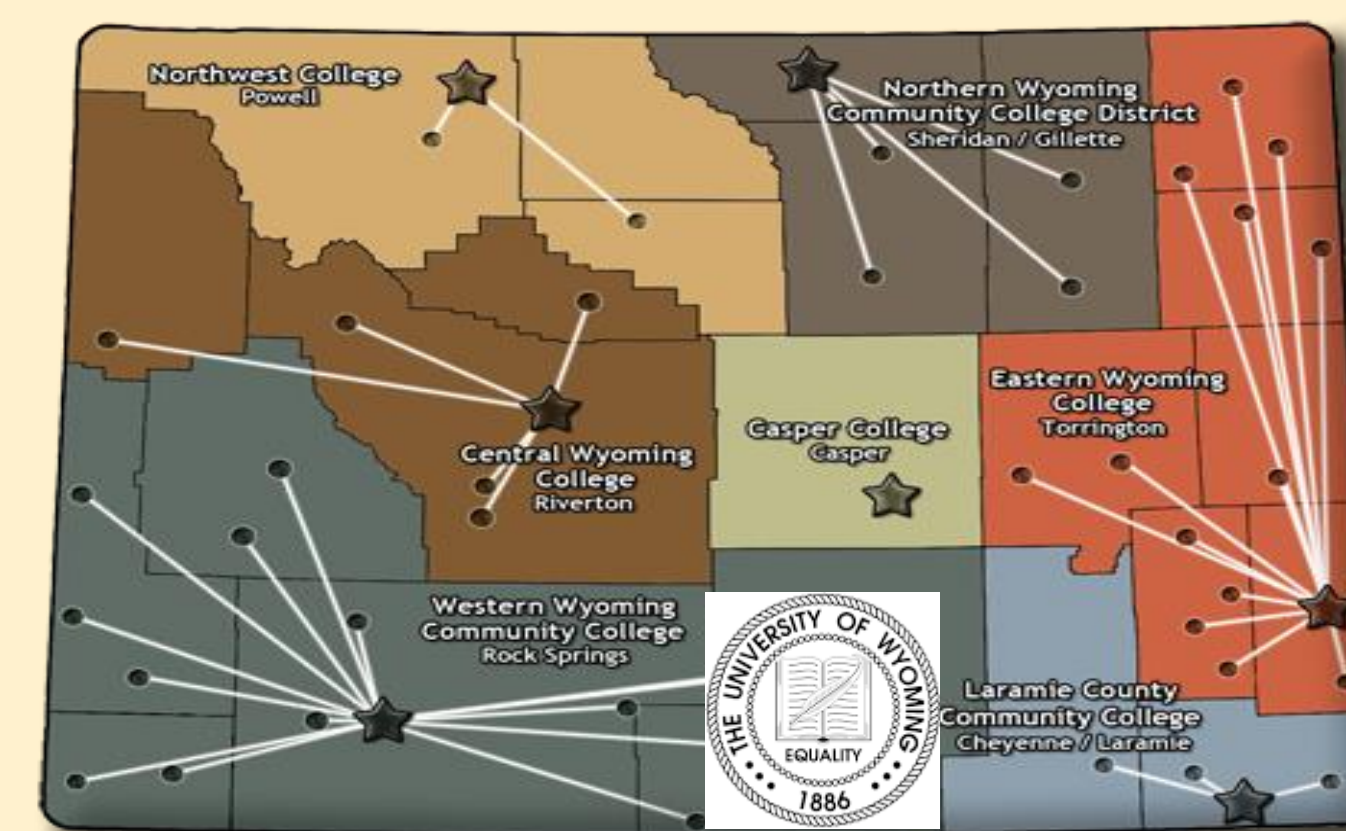 Northwest College
Powell
Northern Wyoming
Community College District
Sheridan / Gillette
Eastern Wyoming
College
Torrington
Casper College
Casper
Central Wyoming
College
Riverton
Western Wyoming
Community College
Rock Springs
THE UNIVERSITY OF WYOMING
EQUALITY
1886
Laramie County
Community College
Cheyenne / Laramie